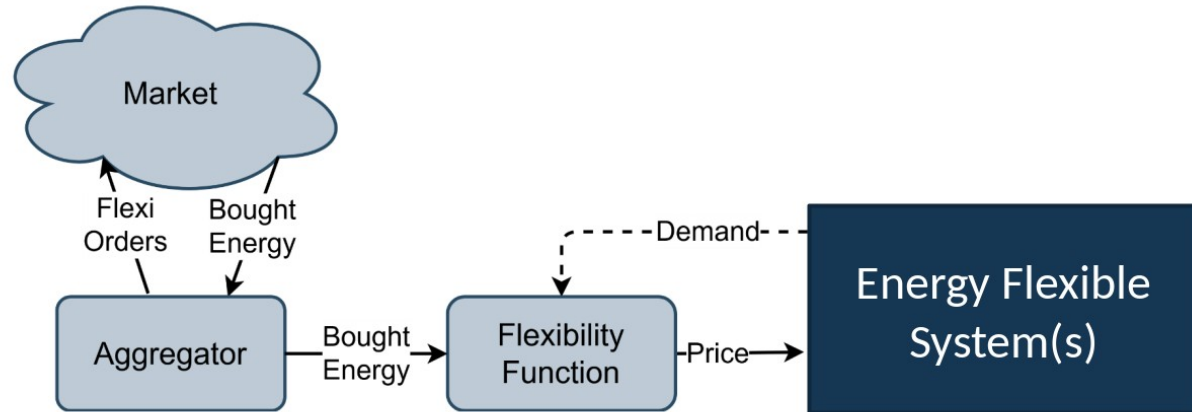 Market
Flexi
Orders
Bought
Energy
Demand
Energy Flexible
System(s)
Aggregator
Bought
Energy
Flexibility
Function
Price